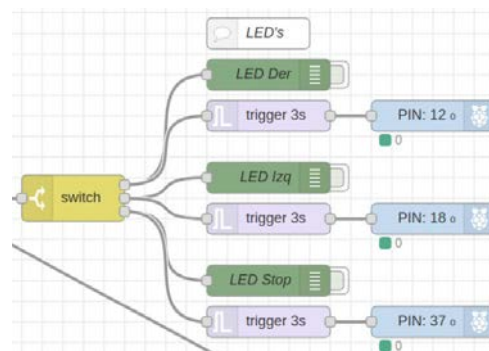 LED's
LED Der
trigger 3s
PIN: 12 o
0
switch
LED Izq
trigger 3s
PIN: 18 o
0
LED Stop
trigger 3s
PIN: 37 o
0